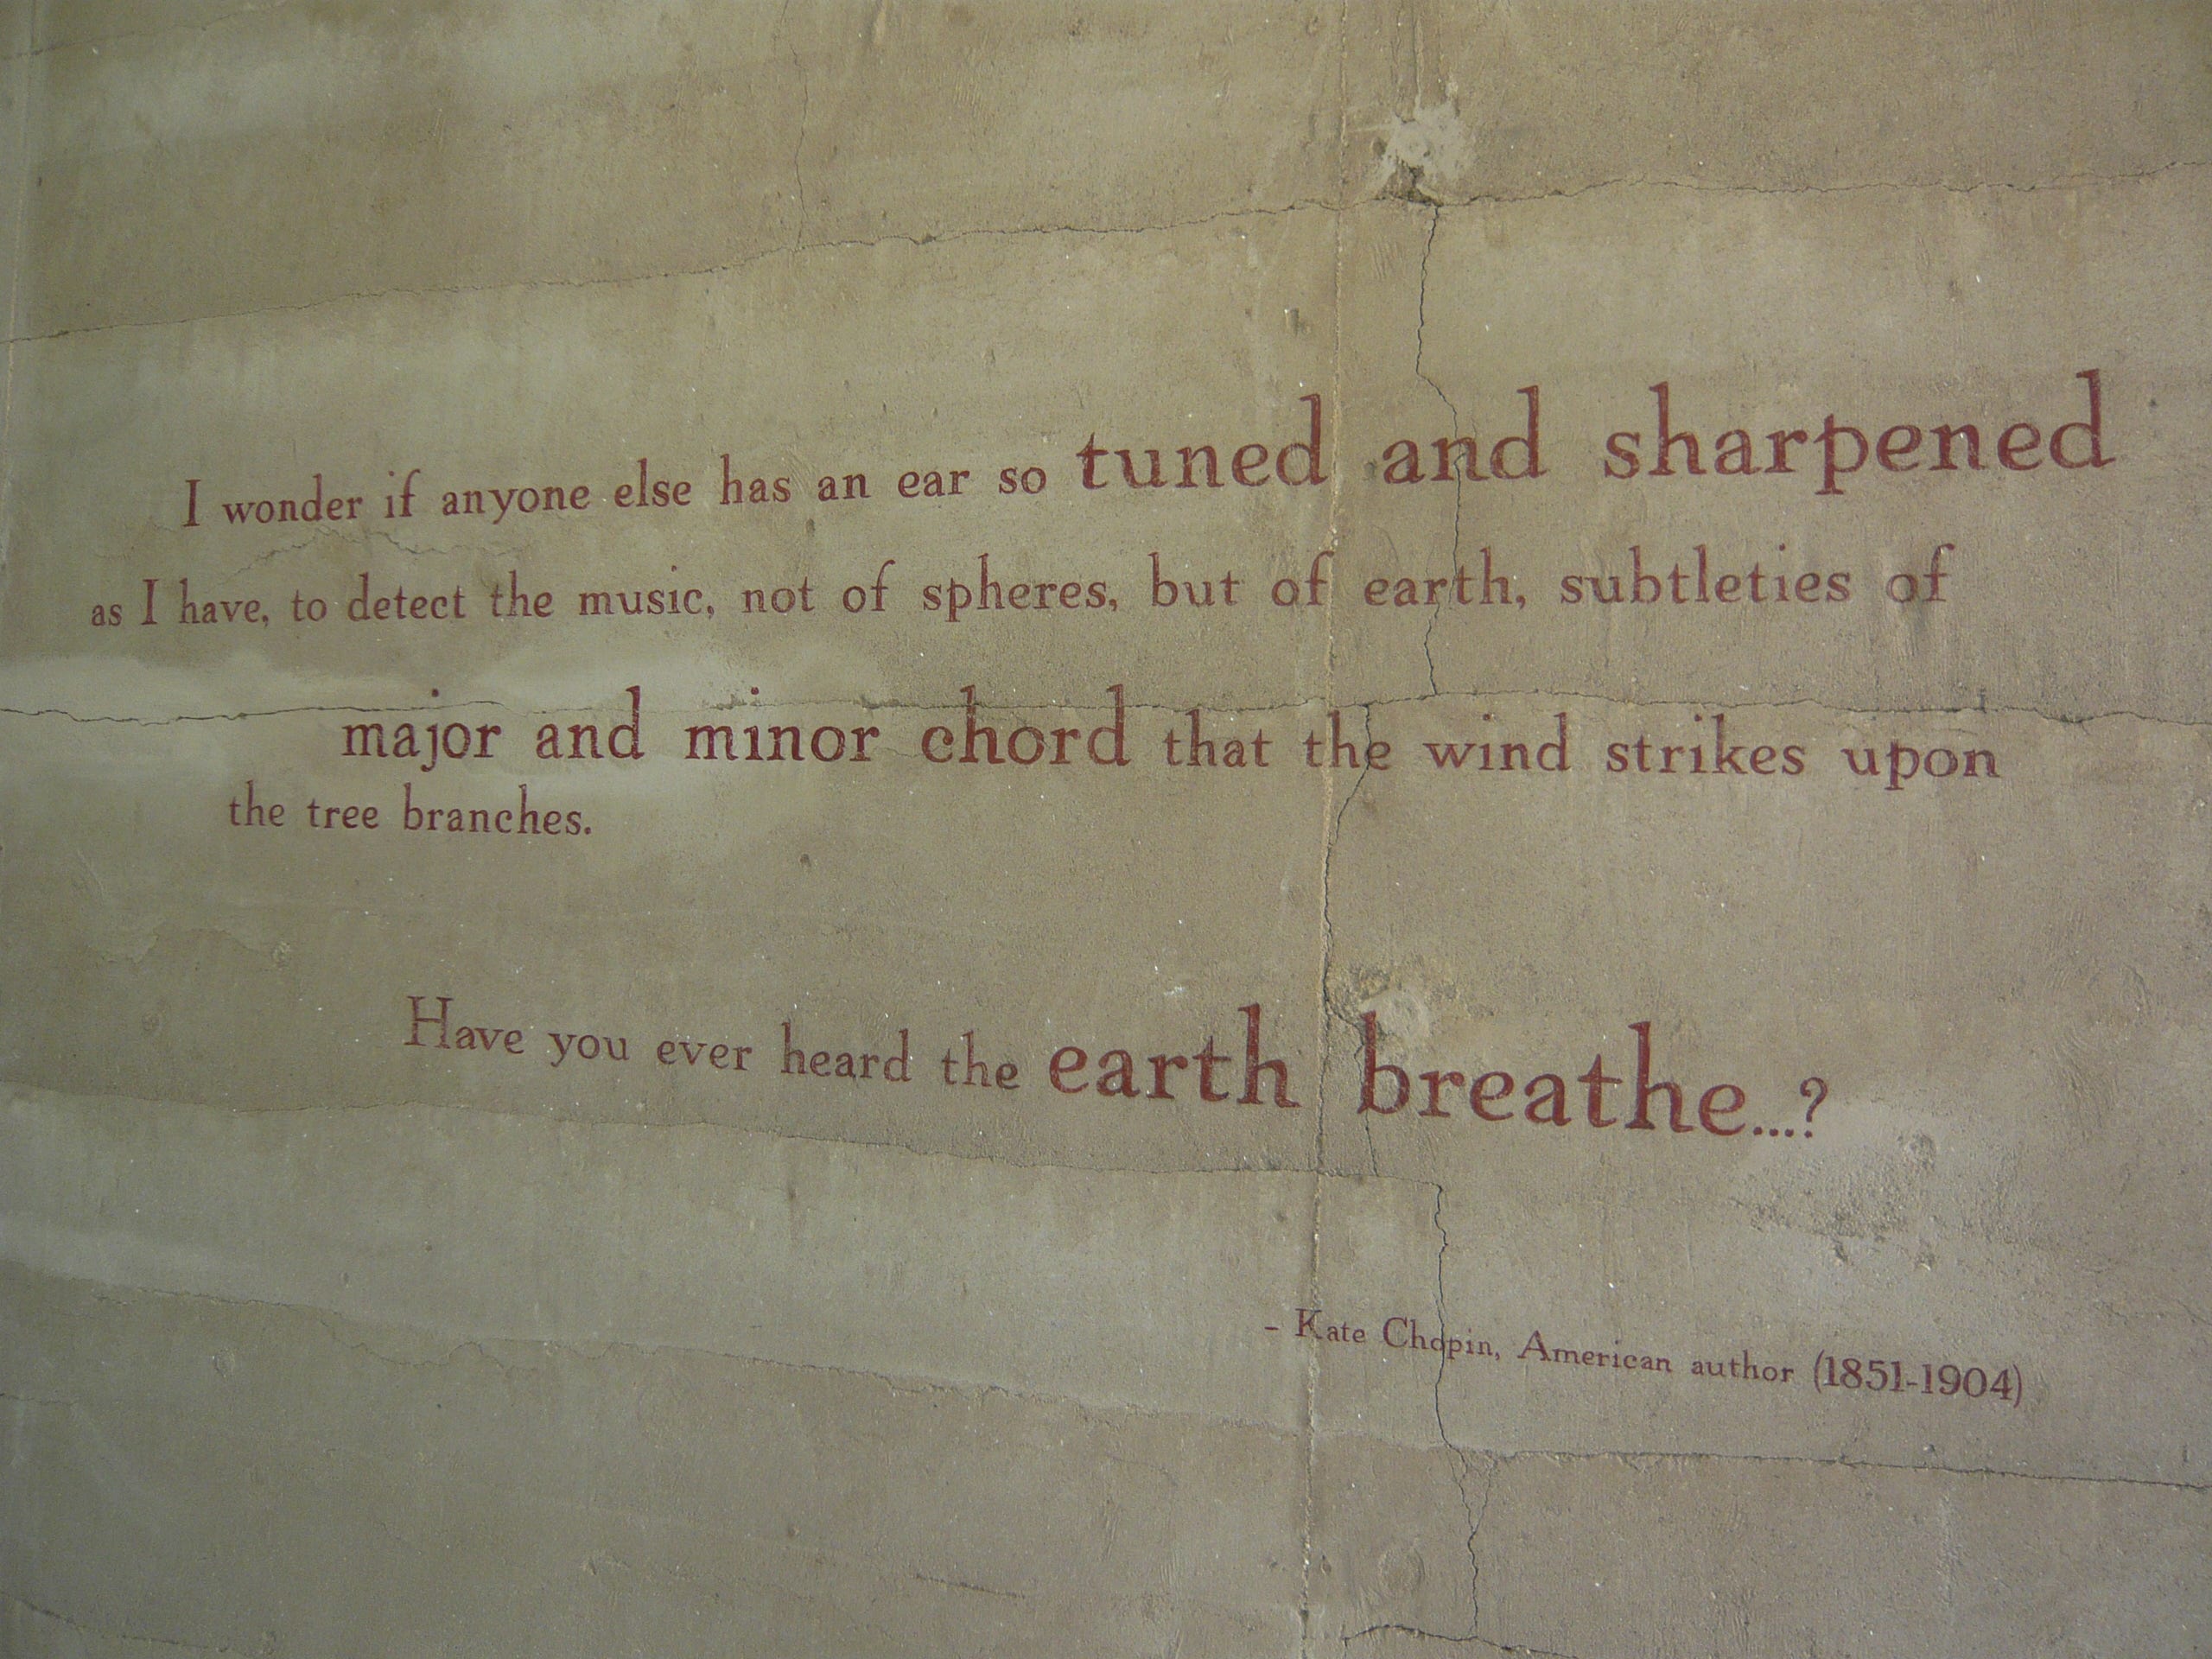 I wonder if anyone else has an ear so tuned and sharpened
as I have, to detect the music, not of spheres, but of earth, subtleties of
major and minor chord that the wind strikes upon
the tree branches.
Have you ever heard the earth breathe...?
- Kate Chopin, American author (1851-1904)